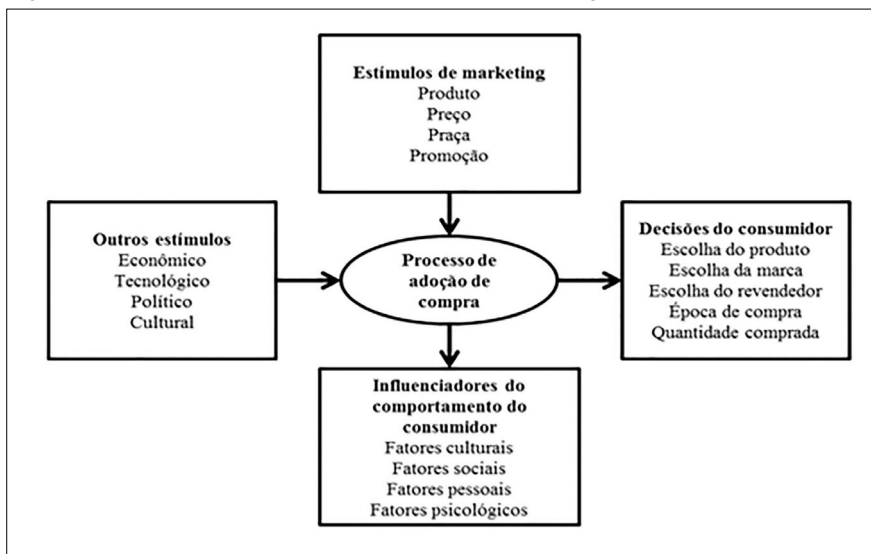 Estímulos de marketing
Produto
Preço
Praça
Promoção
Outros estímulos
Econômico
Tecnológico
Político
Cultural
Processo de
adoção de
compra
Decisões do consumidor
Escolha do produto
Escolha da marca
Escolha do revendedor
Época de compra
Quantidade comprada
Influenciadores do
comportamento do
consumidor
Fatores culturais
Fatores sociais
Fatores pessoais
Fatores psicológicos